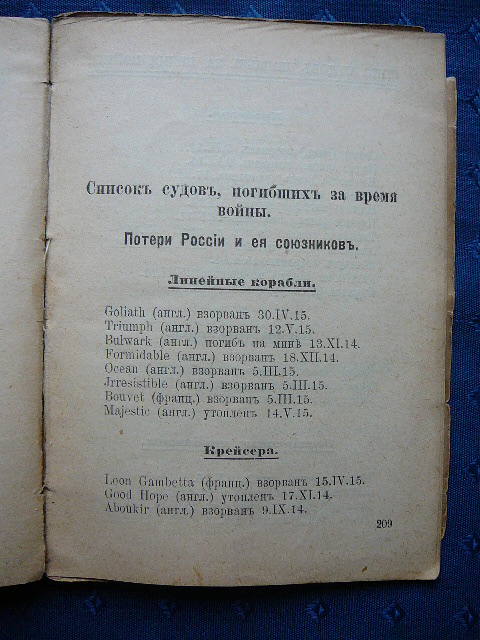 Списокъ судовъ, погибшихъ за время
войны.
Потери Россіи и ея союзниковъ.
Линейные корабли.
Goliath (англ.) взорванъ 30.IV.15.
Triumph (англ.) взорванъ 12.V.15.
Bulwark (англ.) погибъ на минѣ 13.XI.14.
Formidable (англ.) взорванъ 18.XII.14.
Ocean (англ.) взорванъ 5.III.15.
Jrresistible (англ.) взорванъ 5.III.15.
Bouvet (франц.) взорванъ 5.III.15.
Majestic (англ.) утопленъ 14.V.15.
Крейсера.
Leon Gambetta (франц.) взорванъ 15.IV.15.
Good Hope (англ.) утопленъ 17.XI.14.
Aboukir (англ.) взорванъ 9.IX.14.
209